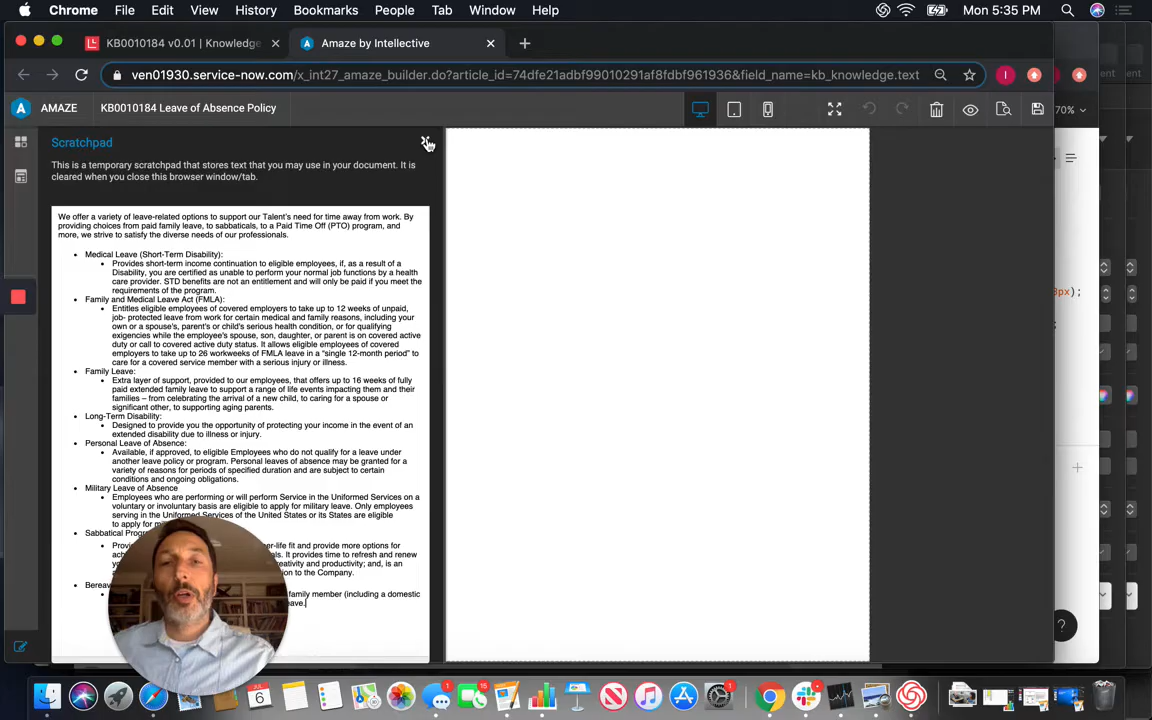 Chrome File Edit View History Bookmarks People Tab Window Help Mon 5:35 PM
KB0010184 v0.01 | Knowledge
Amaze by Intellective
ven01930.service-now.com/x_int27_amaze_builder.do?article_id=74dfe21adbf99010291af8fdbf961936&field_name=kb_knowledge.text
I
A AMAZE KB0010184 Leave of Absence Policy
70%
Scratchpad
This is a temporary scratchpad that stores text that you may use in your document. It is
cleared when you close this browser window/tab.
We offer a variety of leave-related options to support our Talent's need for time away from work. By
providing choices from paid family leave, to sabbaticals, to a Paid Time Off (PTO) program, and
more, we strive to satisfy the diverse needs of our professionals.
• Medical Leave (Short-Term Disability):
• Provides short-term income continuation to eligible employees, if, as a result of a
Disability, you are certified as unable to perform your normal job functions by a health
care provider. STD benefits are not an entitlement and will only be paid if you meet the
requirements of the program.
• Family and Medical Leave Act (FMLA):
• Entitles eligible employees of covered employers to take up to 12 weeks of unpaid,
job- protected leave from work for certain medical and family reasons, including your
own or a spouse's, parent's or child's serious health condition, or for qualifying
exigencies while the employee's spouse, son, daughter, or parent is on covered active
duty or call to covered active duty status. It allows eligible employees of covered
employers to take up to 26 workweeks of FMLA leave in a "single 12-month period" to
care for a covered service member with a serious injury or illness.
• Family Leave:
• Extra layer of support, provided to our employees, that offers up to 16 weeks of fully
paid extended family leave to support a range of life events impacting them and their
families – from celebrating the arrival of a new child, to caring for a spouse or
significant other, to supporting aging parents.
• Long-Term Disability:
• Designed to provide you the opportunity of protecting your income in the event of an
extended disability due to illness or injury.
• Personal Leave of Absence:
• Available, if approved, to eligible Employees who do not qualify for a leave under
another leave policy or program. Personal leaves of absence may be granted for a
variety of reasons for periods of specified duration and are subject to certain
conditions and ongoing obligations.
• Military Leave of Absence
• Employees who are performing or will perform Service in the Uniformed Services on a
voluntary or involuntary basis are eligible to apply for military leave. Only employees
serving in the Uniformed Services of the United States or its States are eligible
to apply for
• Sabbatical
life fit and provide more options for
It provides time to refresh and renew
creativity and productivity; and, is an
to the Company.
family member (including a domestic
px);
?
6
1
15
1